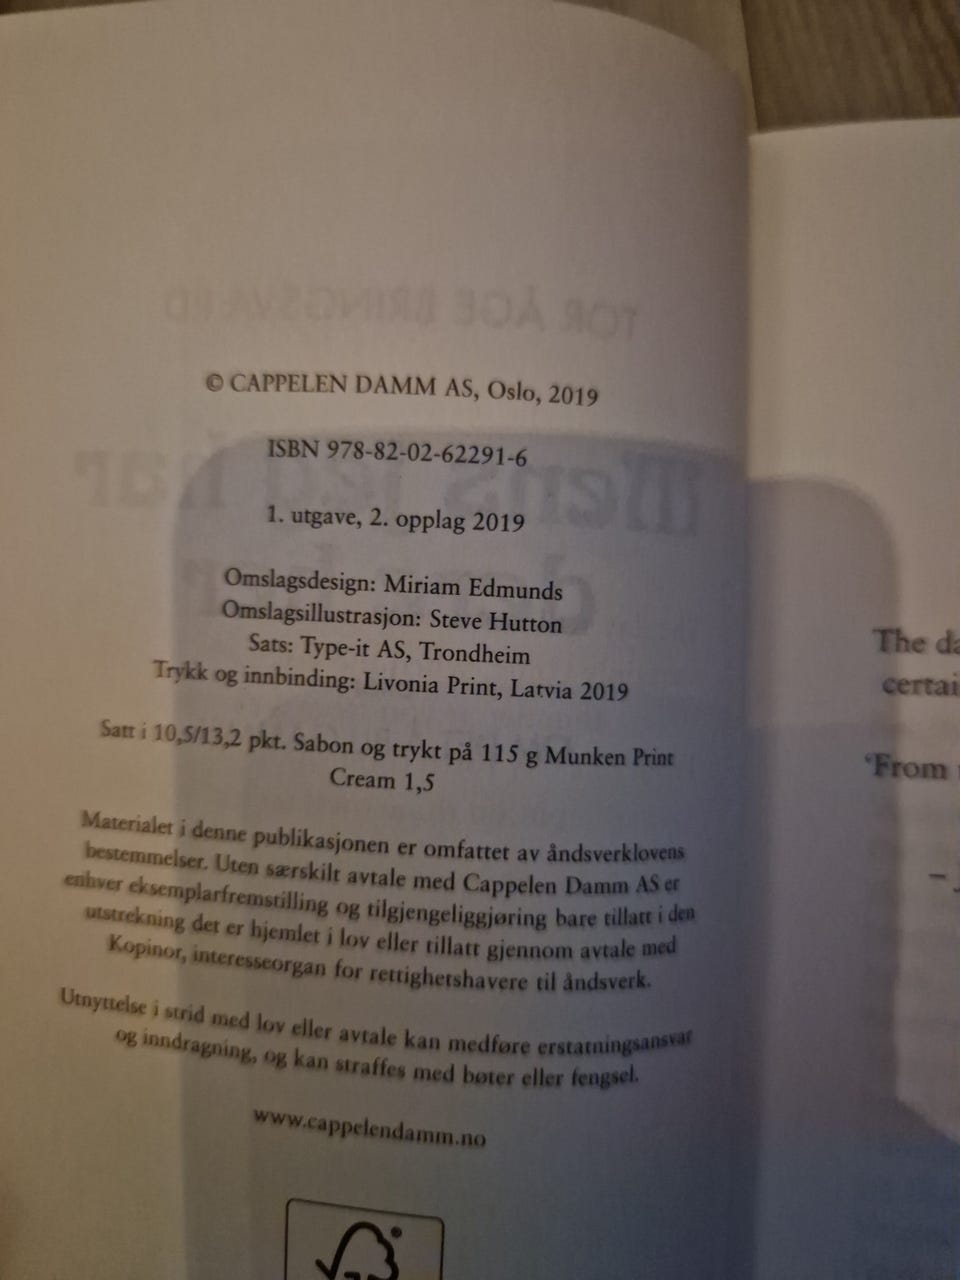 TOR ÅGE BRINGSVÆRD
© CAPPELEN DAMM AS, Oslo, 2019
ISBN 978-82-02-62291-6
1. utgave, 2. opplag 2019
Omslagsdesign: Miriam Edmunds
Omslagsillustrasjon: Steve Hutton
Sats: Type-it AS, Trondheim
Trykk og innbinding: Livonia Print, Latvia 2019
Satt i 10,5/13,2 pkt. Sabon og trykt på 115 g Munken Print
Cream 1,5
Materialet i denne publikasjonen er omfattet av åndsverklovens
bestemmelser. Uten særskilt avtale med Cappelen Damm AS er
enhver eksemplarfremstilling og tilgjengeliggjøring bare tillatt i den
utstrekning det er hjemlet i lov eller tillatt gjennom avtale med
Kopinor, interesseorgan for rettighetshavere til åndsverk.
Utnyttelse i strid med lov eller avtale kan medføre erstatningsansvar
og inndragning, og kan straffes med bøter eller fengsel.
www.cappelendamm.no
The
From